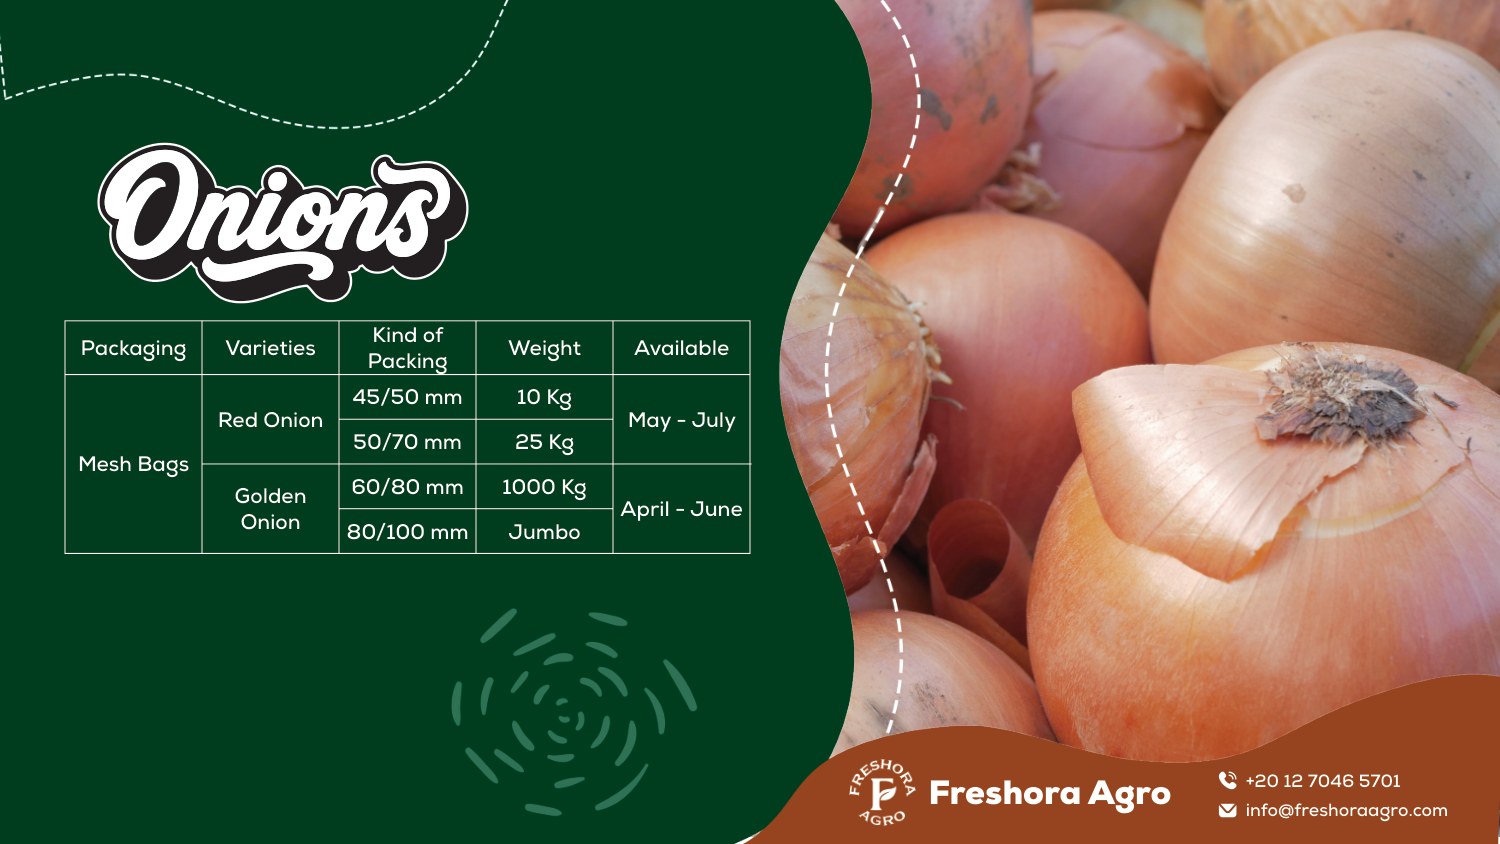 Onions
Packaging
Varieties
Kind of
Packing
Weight
Available
Mesh Bags
Red Onion
45/50 mm
10 Kg
May - July
50/70 mm
25 Kg
Golden
Onion
60/80 mm
1000 Kg
April - June
80/100 mm
Jumbo
FRESHORA
AGRO
Freshora Agro
+20 12 7046 5701
info@freshoraagro.com